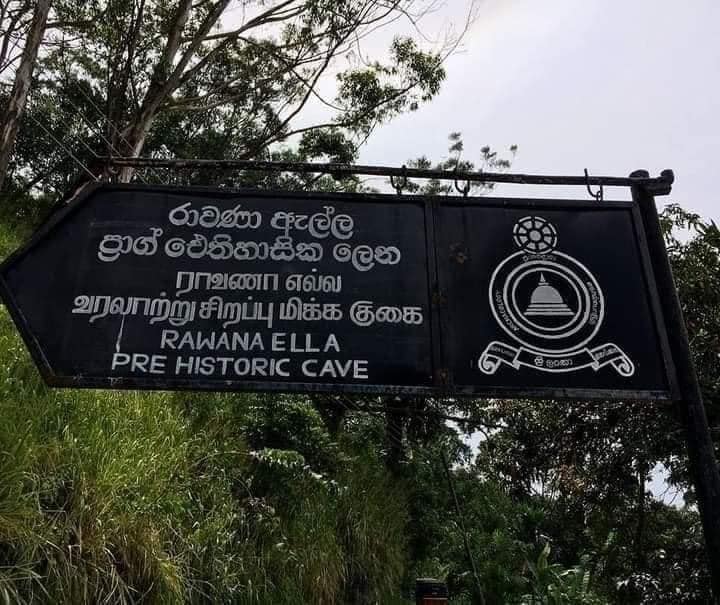 රාවණා ඇල්ල
ප්‍රාග් ඓතිහාසික ලෙන
ராவணா எல்ல
வரலாற்று சிறப்பு மிக்க குகை
RAWANA ELLA
PRE HISTORIC CAVE
ශ්‍රී ලංකා